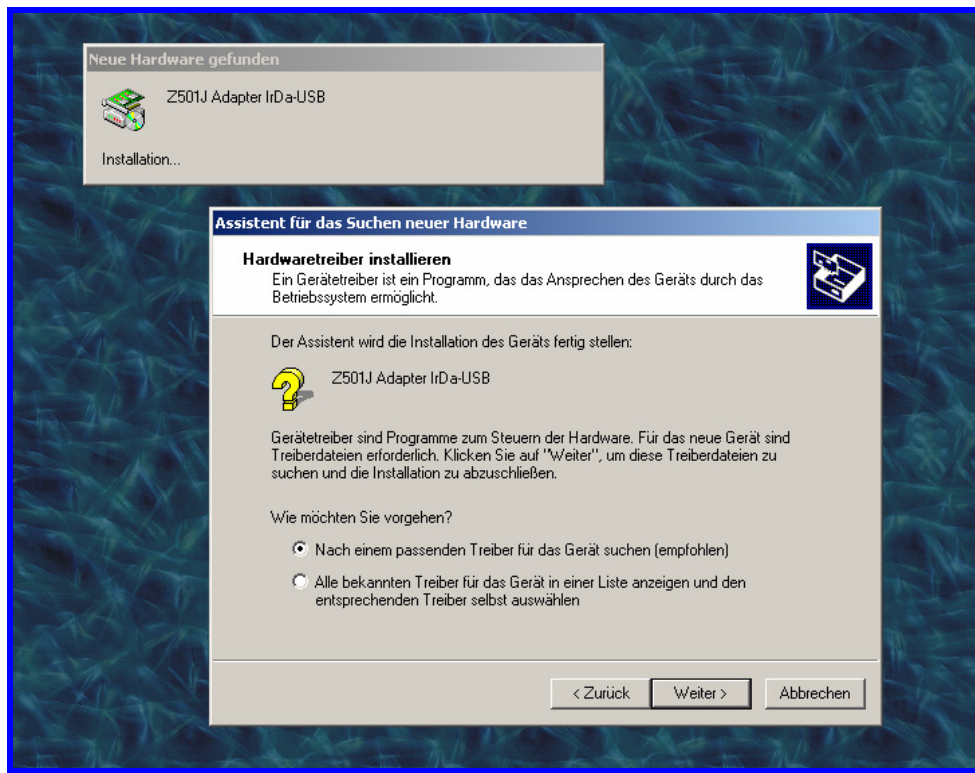 Neue Hardware gefunden
Z501J Adapter IrDa-USB
Installation...
Assistent für das Suchen neuer Hardware
Hardwaretreiber installieren
Ein Gerätetreiber ist ein Programm, das das Ansprechen des Geräts durch das
Betriebssystem ermöglicht.
Der Assistent wird die Installation des Geräts fertig stellen:
Z501J Adapter IrDa-USB
Gerätetreiber sind Programme zum Steuern der Hardware. Für das neue Gerät sind
Treiberdateien erforderlich. Klicken Sie auf "Weiter", um diese Treiberdateien zu
suchen und die Installation zu abzuschließen.
Wie möchten Sie vorgehen?
Nach einem passenden Treiber für das Gerät suchen (empfohlen)
Alle bekannten Treiber für das Gerät in einer Liste anzeigen und den
entsprechenden Treiber selbst auswählen
< Zurück Weiter > Abbrechen